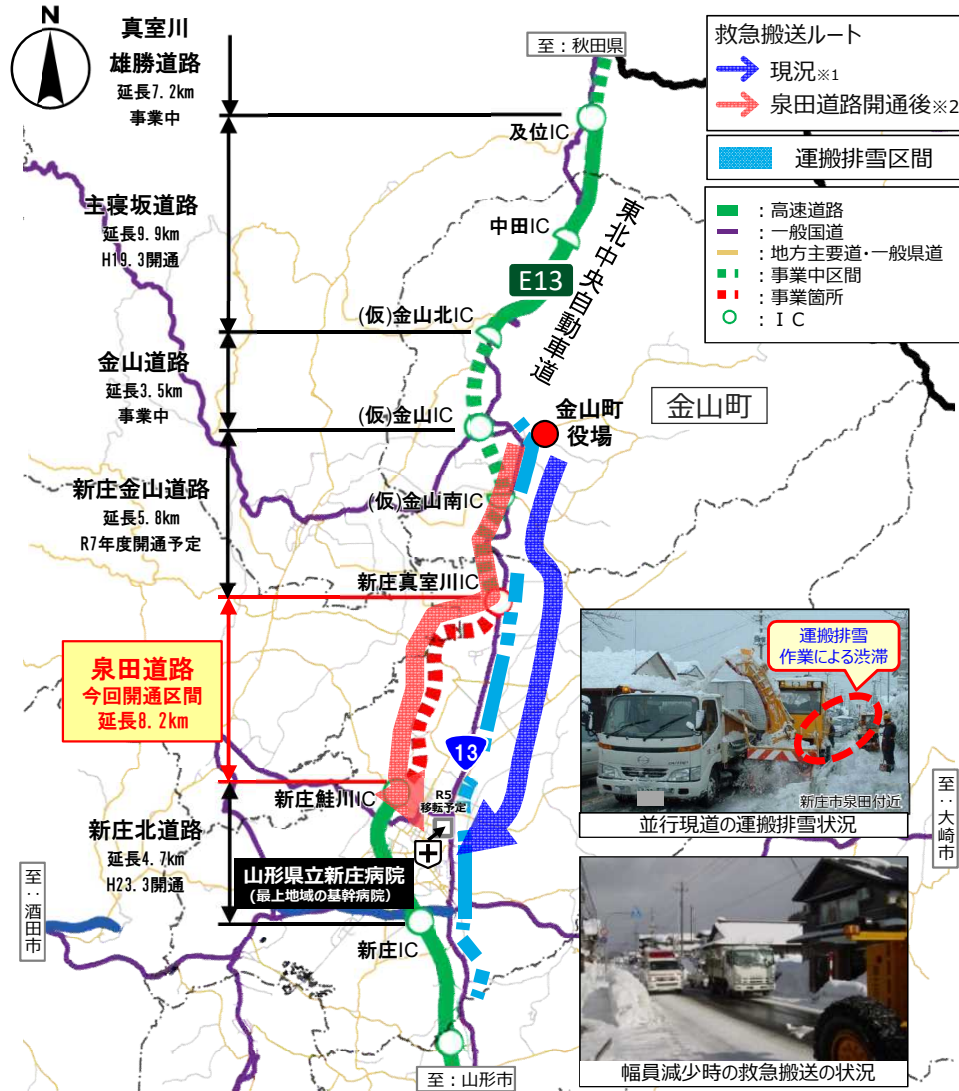 N
真室川
雄勝道路
延長7.2km
事業中
主寝坂道路
延長9.9km
H19.3開通
金山道路
延長3.5km
事業中
新庄金山道路
延長5.8km
R7年度開通予定
泉田道路
今回開通区間
延長8.2km
新庄北道路
延長4.7km
H23.3開通
至：秋田県
及位IC
中田IC
E13
東北中央自動車道
(仮)金山北IC
(仮)金山IC
金山町
役場
金山町
(仮)金山南IC
新庄真室川IC
13
新庄鮭川IC
R5
移転予定
山形県立新庄病院
(最上地域の基幹病院)
新庄IC
至：酒田市
至：大崎市
至：山形市
救急搬送ルート
現況※1
泉田道路開通後※2
運搬排雪区間
：高速道路
：一般国道
：地方主要道・一般県道
：事業中区間
：事業箇所
：ＩＣ
運搬排雪
作業による渋滞
新庄市泉田付近
並行現道の運搬排雪状況
幅員減少時の救急搬送の状況